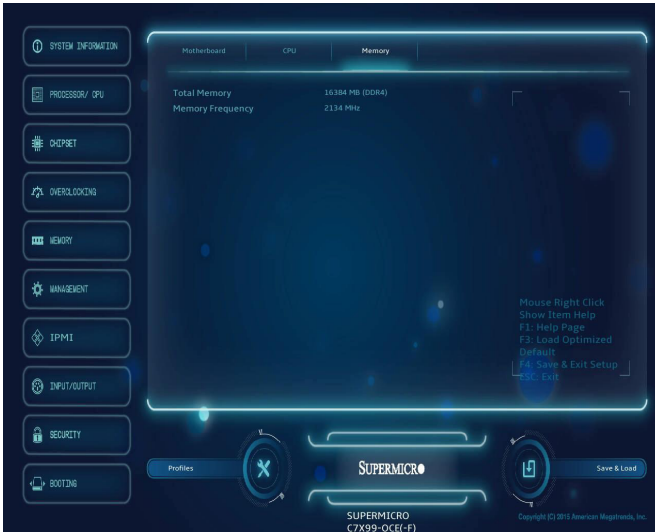 SYSTEM INFORMATION
PROCESSOR/ CPU
CHIPSET
OVERCLOCKING
MEMORY
MANAGEMENT
IPMI
INPUT/OUTPUT
SECURITY
BOOTING
Motherboard
CPU
Memory
Total Memory 16384 MB (DDR4)
Memory Frequency 2134 MHz
Mouse Right Click
Show Item Help
F1: Help Page
F3: Load Optimized
Default
F4: Save & Exit Setup
ESC: Exit
Profiles
SUPERMICRO
Save & Load
SUPERMICRO
C7X99-OCE(-F)
Copyright (C) 2015 American Megatrends, Inc.